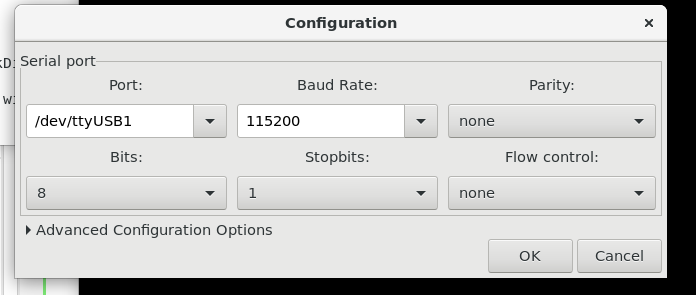 Configuration
Serial port
Port: Baud Rate: Parity:
/dev/ttyUSB1 115200 none
Bits: Stopbits: Flow control:
8 1 none
Advanced Configuration Options
OK Cancel